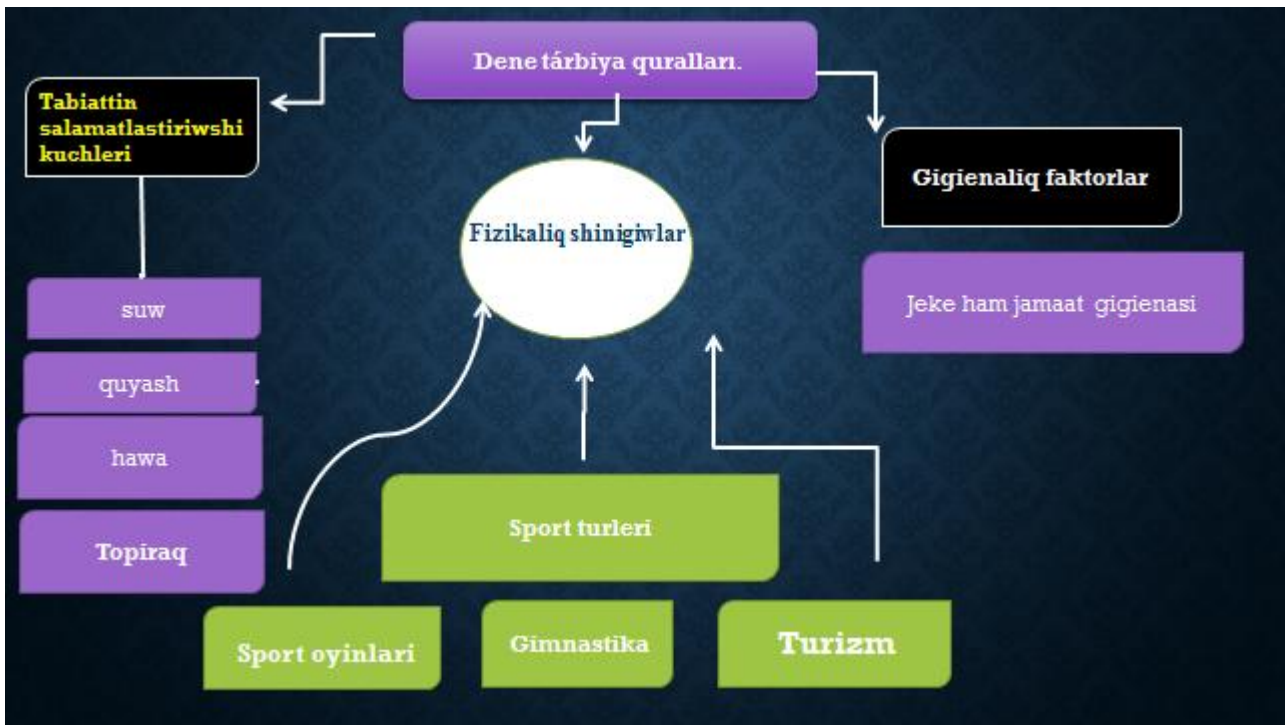 Dene tárbiya quralları.
Tabiattin
salamatlastiriwshi
kuchleri
Fizikaliq shinigiwlar
Gigienaliq faktorlar
Jeke ham jamaat gigienasi
suw
quyash
hawa
Topiraq
Sport turleri
Sport oyinlari
Gimnastika
Turizm